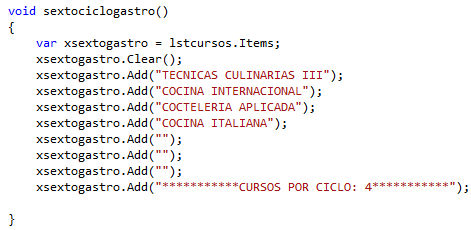 void sextociclogastro()
{
var xsextogastro = lstcursos.Items;
xsextogastro.Clear();
xsextogastro.Add("TECNICAS CULINARIAS III");
xsextogastro.Add("COCINA INTERNACIONAL");
xsextogastro.Add("COCTELERIA APLICADA");
xsextogastro.Add("COCINA ITALIANA");
xsextogastro.Add("");
xsextogastro.Add("");
xsextogastro.Add("");
xsextogastro.Add("***********CURSOS POR CICLO: 4***********");
}